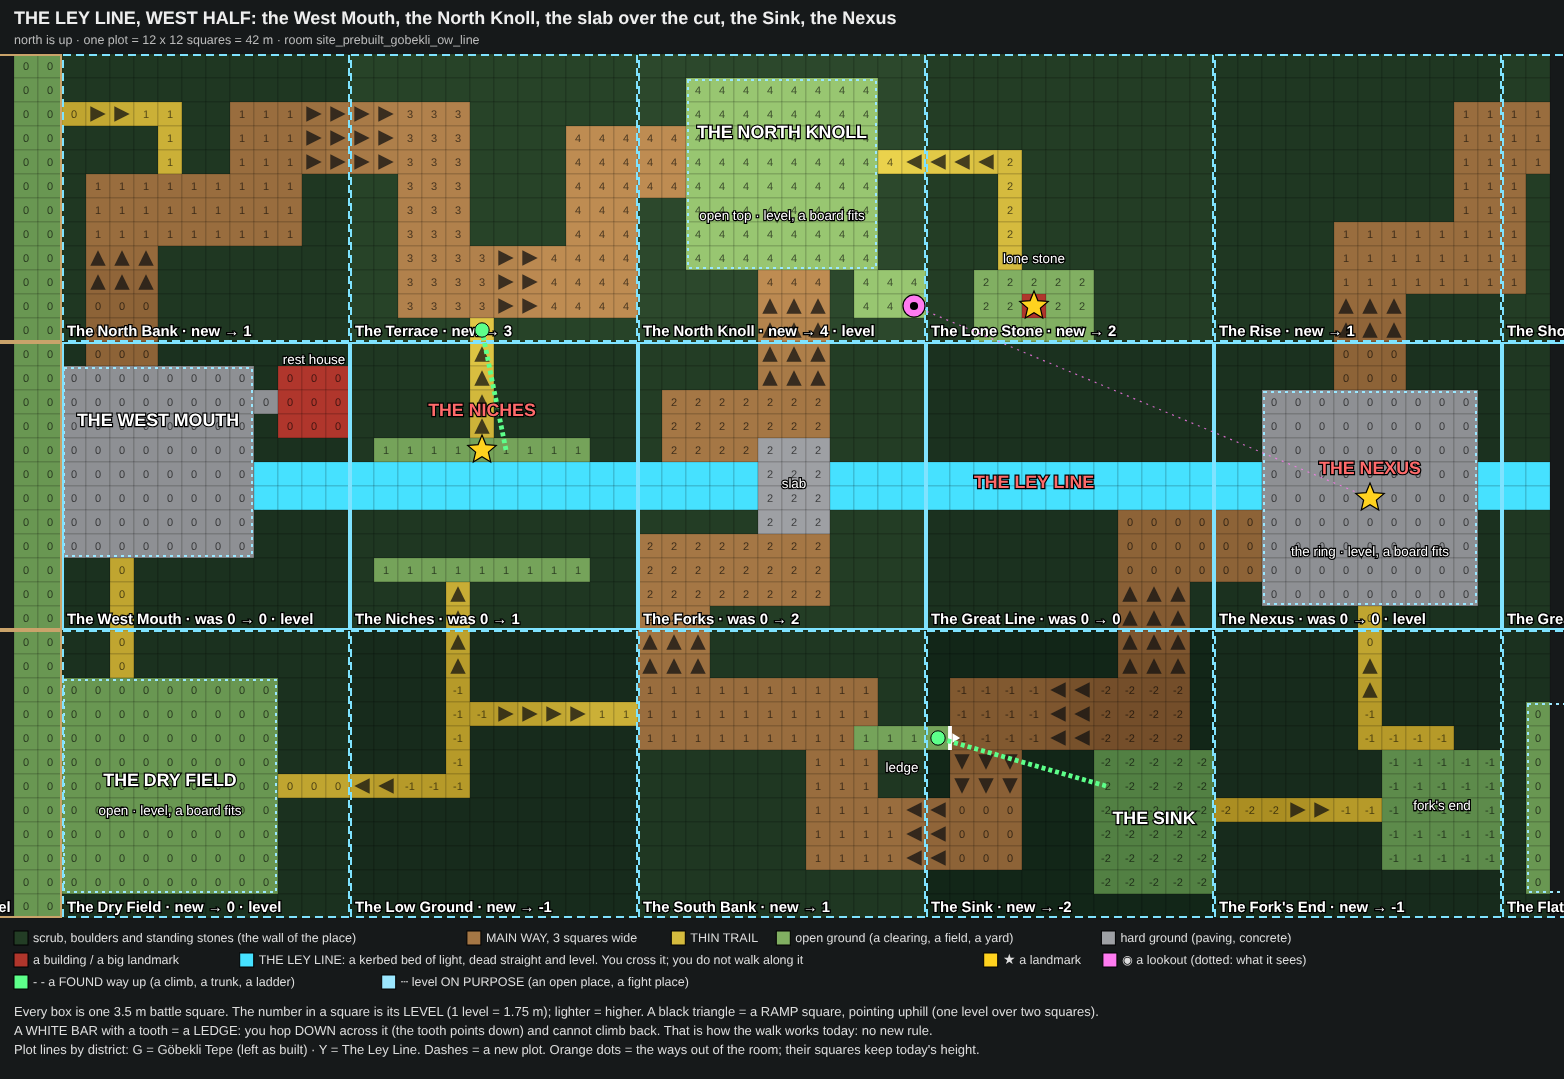 THE LEY LINE, WEST HALF: the West Mouth, the North Knoll, the slab over the cut, the Sink, the Nexus
north is up · one plot = 12 x 12 squares = 42 m · room site_prebuilt_gobekli_ow_line
THE NORTH KNOLL
open top · level, a board fits
lone stone
The North Bank · new → 1
The Terrace · new → 3
The North Knoll · new → 4 · level
The Lone Stone · new → 2
The Rise · new → 1
The Sho
rest house
THE WEST MOUTH
THE NICHES
slab
THE LEY LINE
THE NEXUS
the ring · level, a board fits
The West Mouth · was 0 → 0 · level
The Niches · was 0 → 1
The Forks · was 0 → 2
The Great Line · was 0 → 0
The Nexus · was 0 → 0 · level
The Gre
THE DRY FIELD
open · level, a board fits
ledge
THE SINK
fork's end
el
The Dry Field · new → 0 · level
The Low Ground · new → -1
The South Bank · new → 1
The Sink · new → -2
The Fork's End · new → -1
The Flat
scrub, boulders and standing stones (the wall of the place)
MAIN WAY, 3 squares wide
THIN TRAIL
open ground (a clearing, a field, a yard)
hard ground (paving, concrete)
a building / a big landmark
THE LEY LINE: a kerbed bed of light, dead straight and level. You cross it; you do not walk along it
★ a landmark
◉ a lookout (dotted: what it sees)
- - a FOUND way up (a climb, a trunk, a ladder)
┄ level ON PURPOSE (an open place, a fight place)
Every box is one 3.5 m battle square. The number in a square is its LEVEL (1 level = 1.75 m); lighter = higher. A black triangle = a RAMP square, pointing uphill (one level over two squares).
A WHITE BAR with a tooth = a LEDGE: you hop DOWN across it (the tooth points down) and cannot climb back. That is how the walk works today: no new rule.
Plot lines by district: G = Göbekli Tepe (left as built) · Y = The Ley Line. Dashes = a new plot. Orange dots = the ways out of the room; their squares keep today's height.